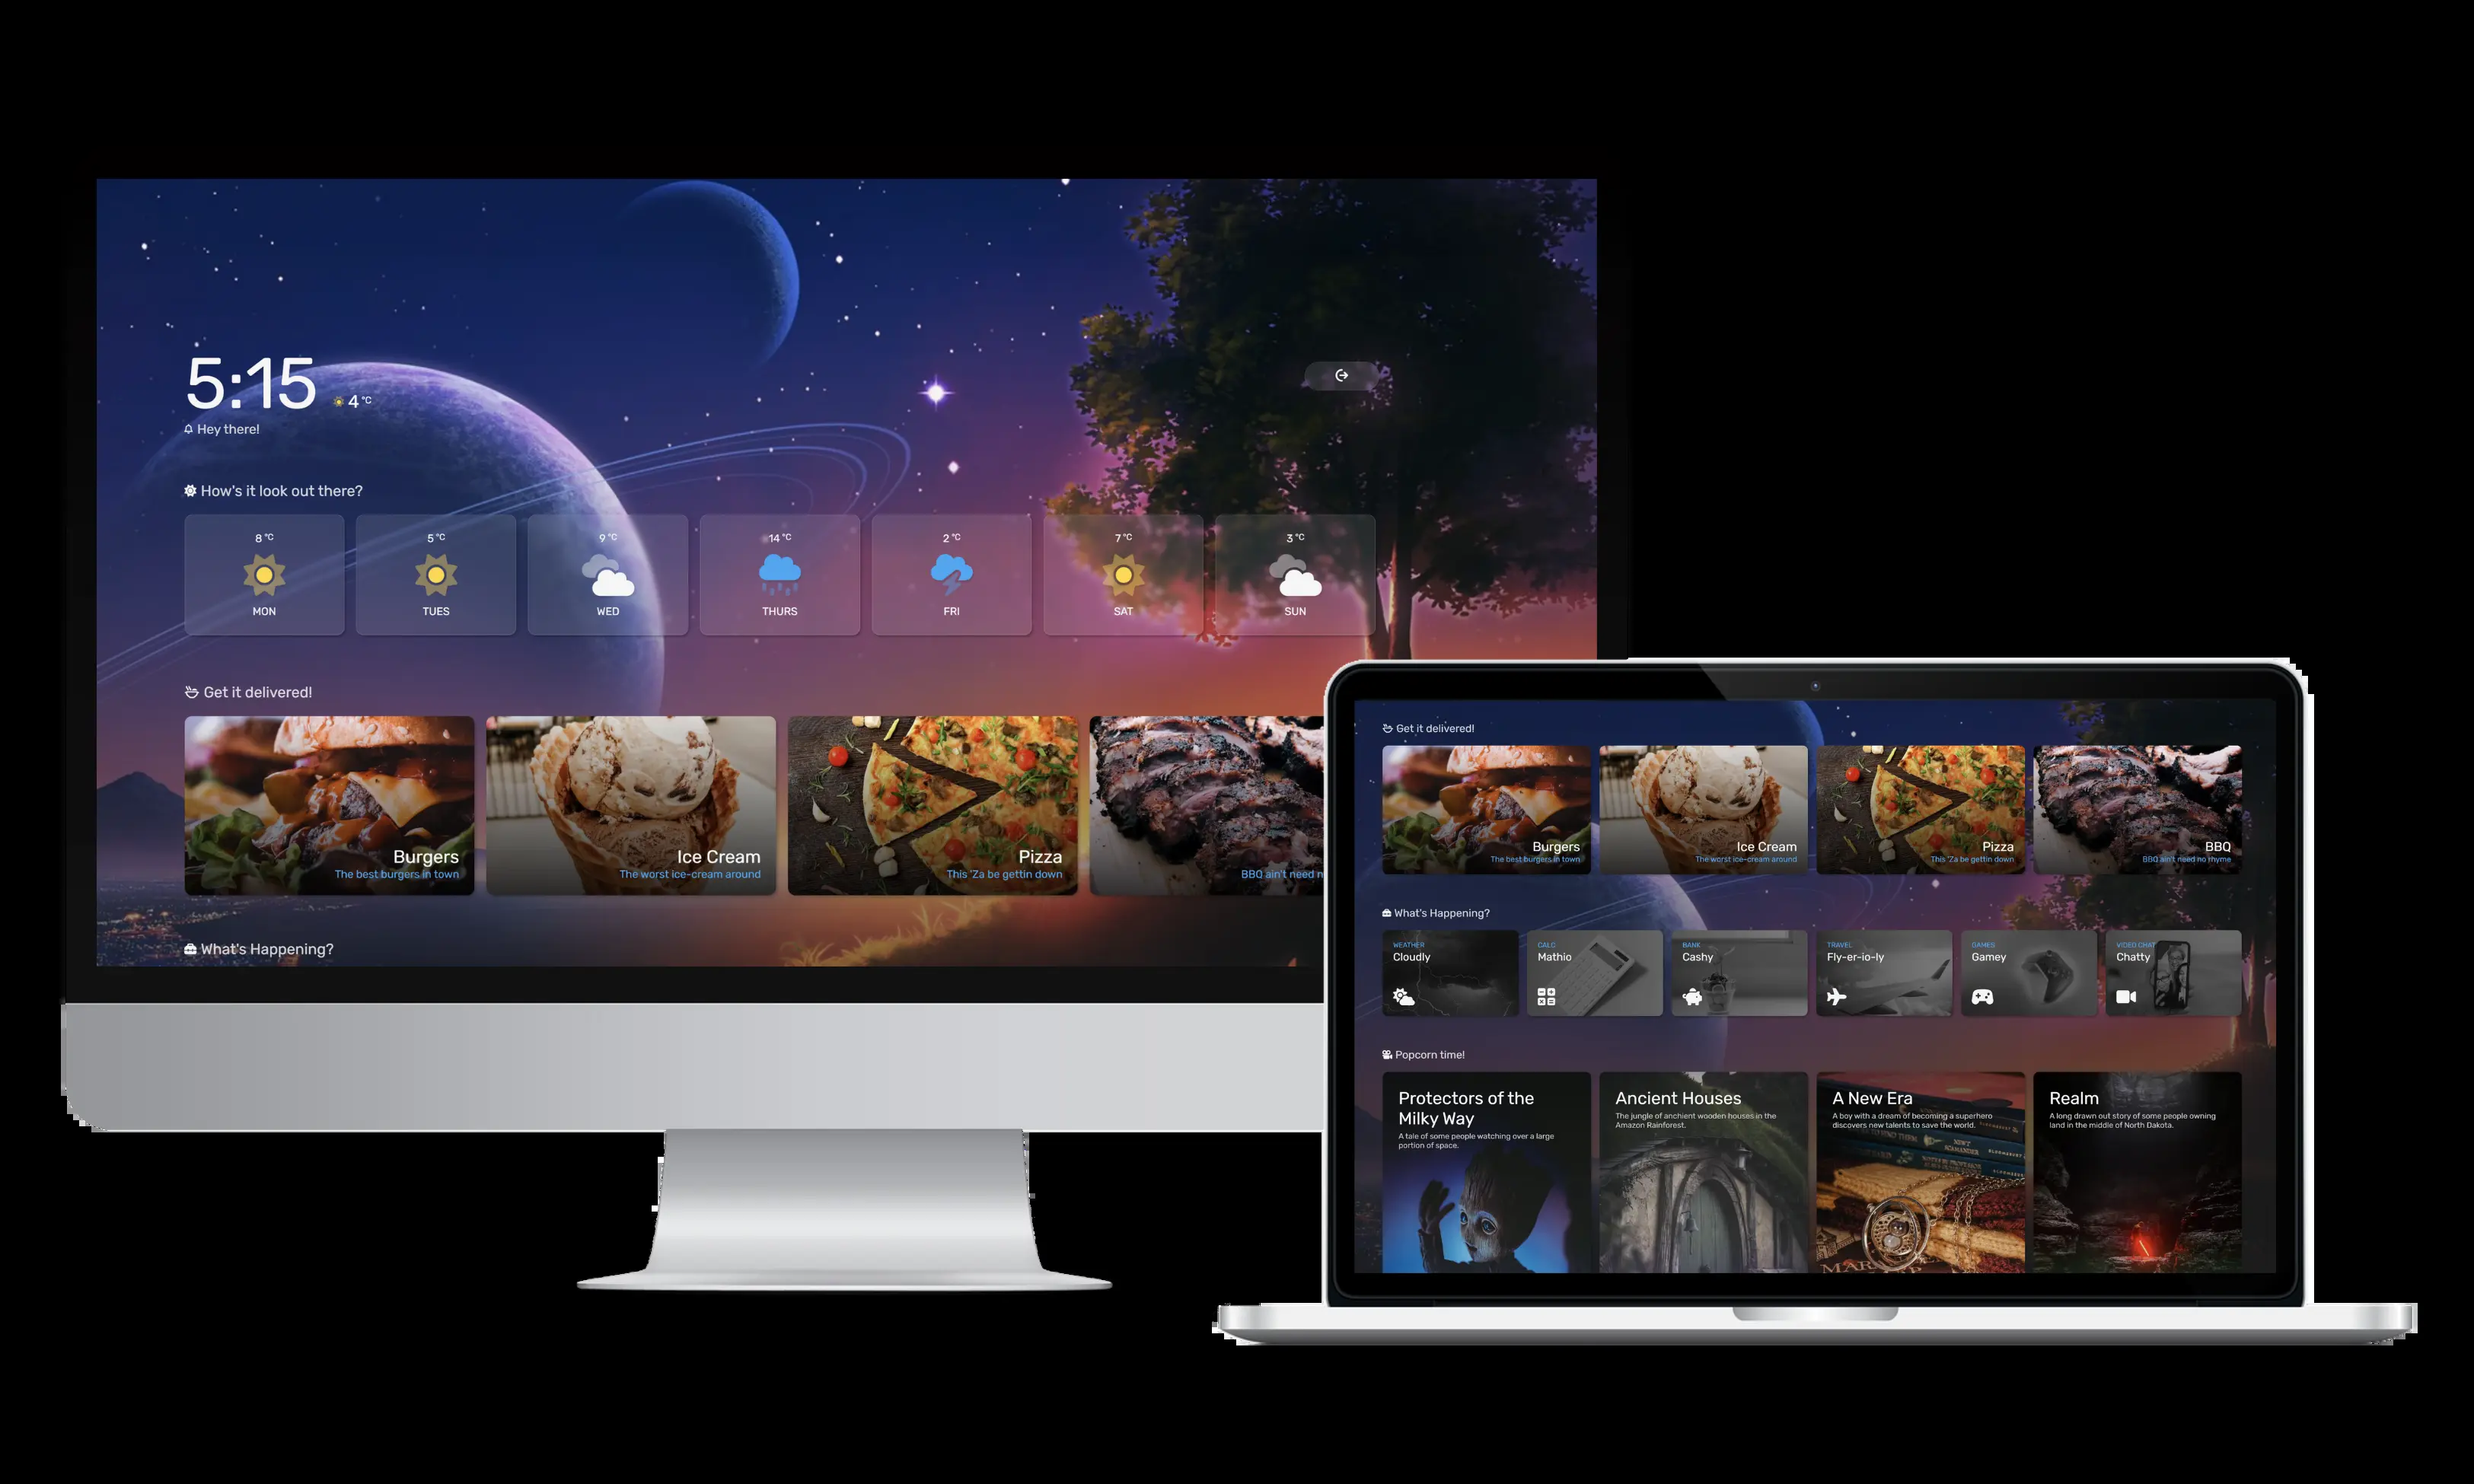 5:15
4 °C
Hey there!
How's it look out there?
8 °C
MON
5 °C
TUES
9 °C
WED
14 °C
THURS
2 °C
FRI
7 °C
SAT
3 °C
SUN
Get it delivered!
Burgers
The best burgers in town
Ice Cream
The worst ice-cream around
Pizza
This 'Za be gettin down
BBQ ain't need n
What's Happening?
Get it delivered!
Burgers
The best burgers in town
Ice Cream
The worst ice-cream around
Pizza
This 'Za be gettin down
BBQ
BBQ ain't need no rhyme
What's Happening?
WEATHER
Cloudly
CALC
Mathio
BANK
Cashy
TRAVEL
Fly-er-io-ly
GAMES
Gamey
VIDEO CHAT
Chatty
Popcorn time!
Protectors of the
Milky Way
A tale of some people watching over a large
portion of space.
Ancient Houses
The jungle of anchient wooden houses in the
Amazon Rainforest.
A New Era
A boy with a dream of becoming a superhero
discovers new talents to save the world.
NEWT
SCAMANDER
Realm
A long drawn out story of some people owning
land in the middle of North Dakota.